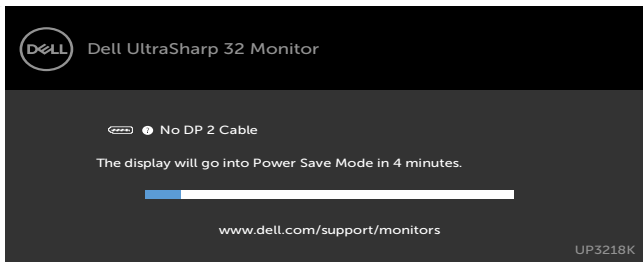 DELL Dell UltraSharp 32 Monitor
? No DP 2 Cable
The display will go into Power Save Mode in 4 minutes.
www.dell.com/support/monitors
UP3218K